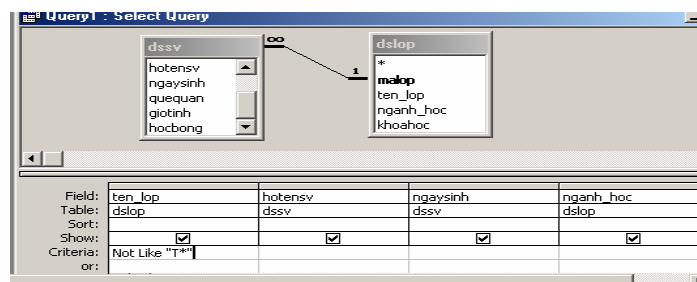 Query1 : Select Query
dssv
hotensv
ngaysinh
quequan
giotinh
hocbong
∞
1
dslop
*
malop
ten_lop
nganh_hoc
khoahoc
Field: ten_lop hotensv ngaysinh nganh_hoc
Table: dslop dssv dssv dslop
Sort:
Show:
Criteria: Not Like "T*"
or: